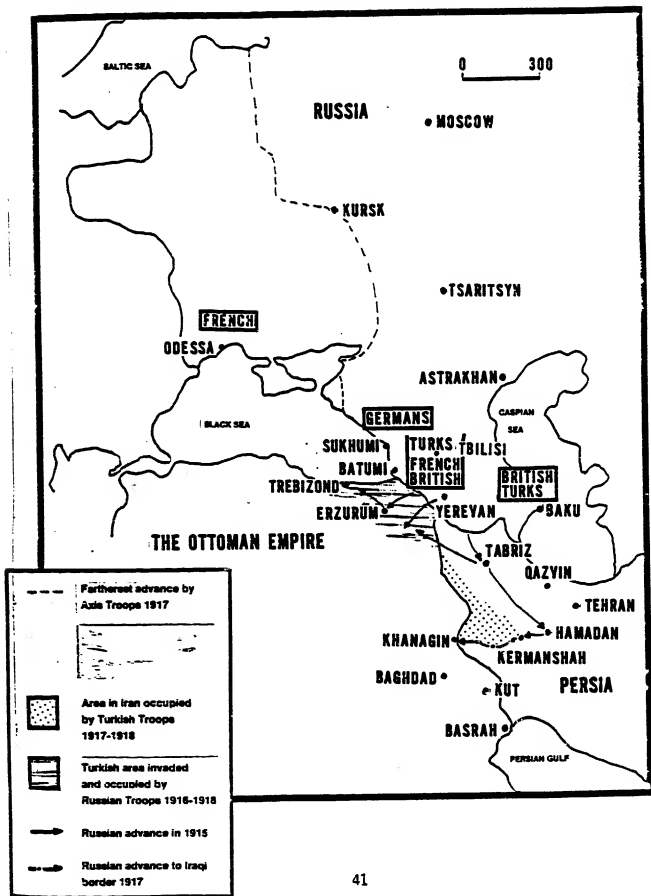 BALTIC SEA
0 300
RUSSIA
MOSCOW
KURSK
TSARITSYN
FRENCH
ODESSA
ASTRAKHAN
CASPIAN
SEA
GERMANS
BLACK SEA
SUKHUMI
TURKS TBILISI
FRENCH
BRITISH
BATUMI
BRITISH
TURKS
TREBIZOND
ERZURUM
YEREVAN
BAKU
THE OTTOMAN EMPIRE
TABRIZ
QAZVIN
TEHRAN
HAMADAN
KHANAGIN
KERMANSHAH
BAGHDAD
PERSIA
KUT
BASRAH
PERSIAN GULF
Fartherest advance by
Axis Troops 1917
Area in Iran occupied
by Turkish Troops
1917-1918
Turkish area invaded
and occupied by
Russian Troops 1916-1918
Russian advance in 1915
Russian advance to Iraqi
border 1917
41